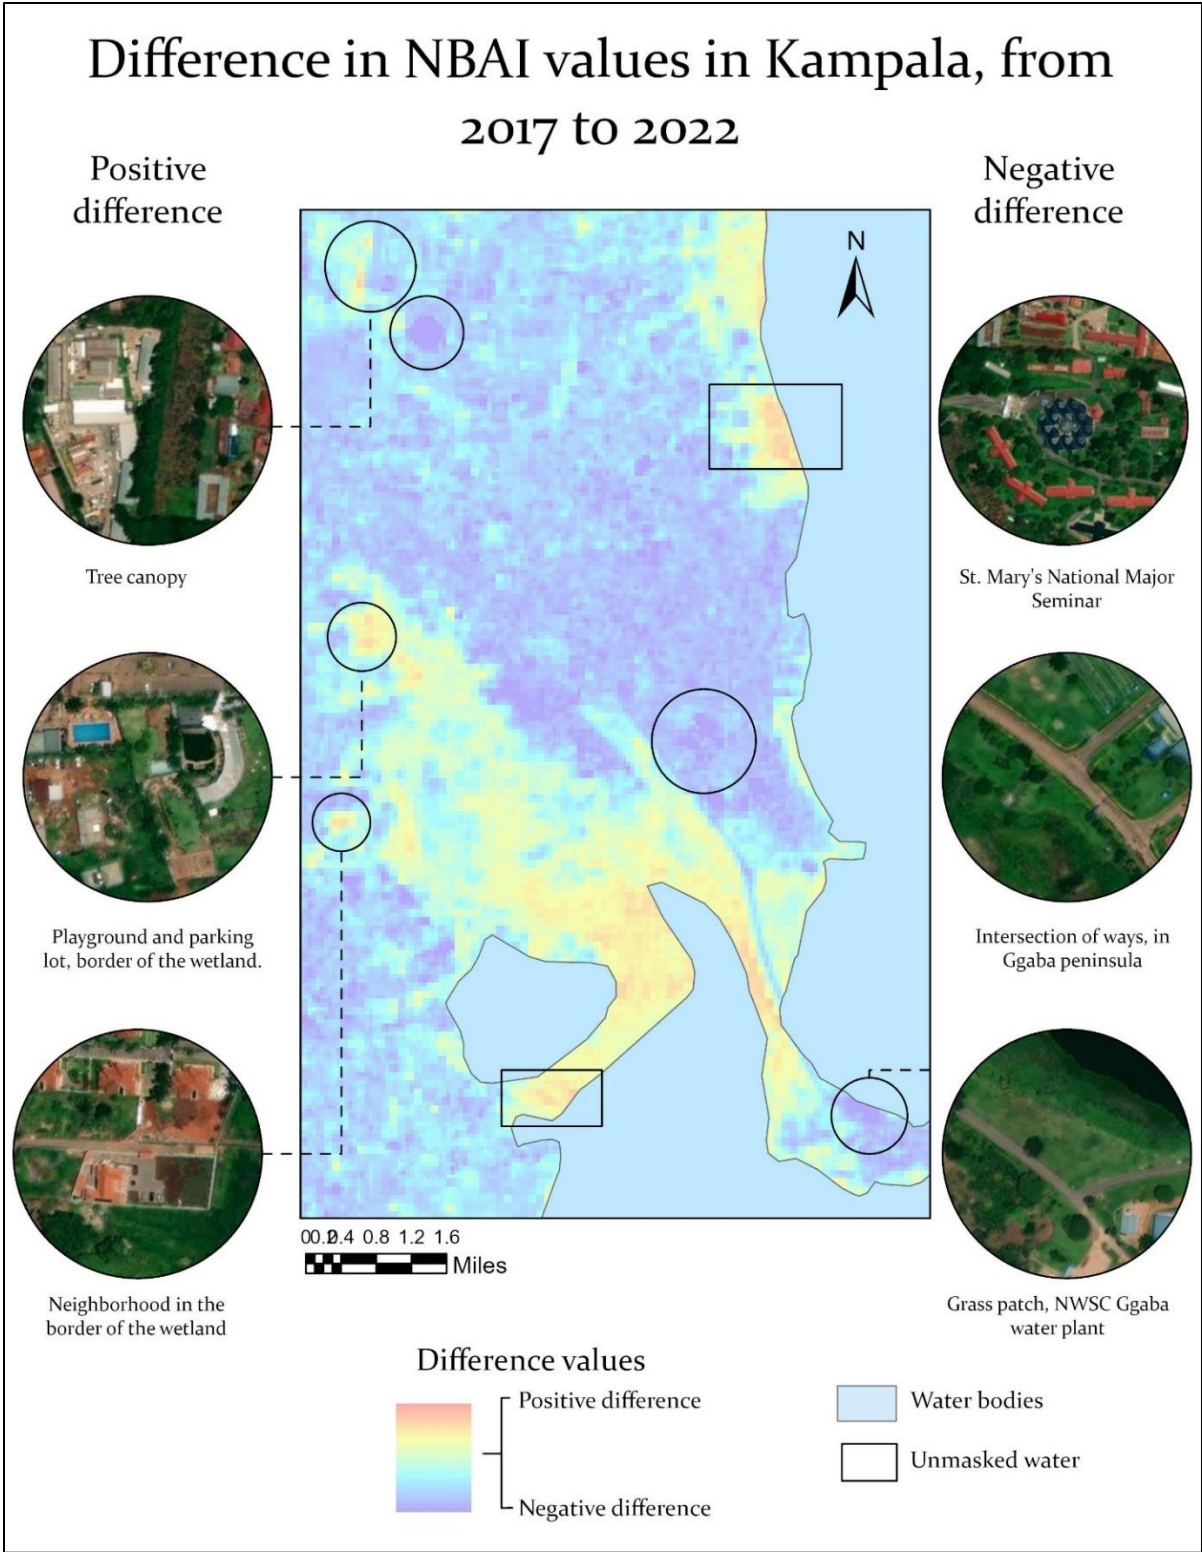 Difference in NBAI values in Kampala, from
2017 to 2022
Positive
difference
Negative
difference
N
Tree canopy
St. Mary's National Major
Seminar
Playground and parking
lot, border of the wetland.
Intersection of ways, in
Ggaba peninsula
Neighborhood in the
border of the wetland
Grass patch, NWSC Ggaba
water plant
00.20.4 0.8 1.2 1.6
Miles
Difference values
Positive difference
Negative difference
Water bodies
Unmasked water